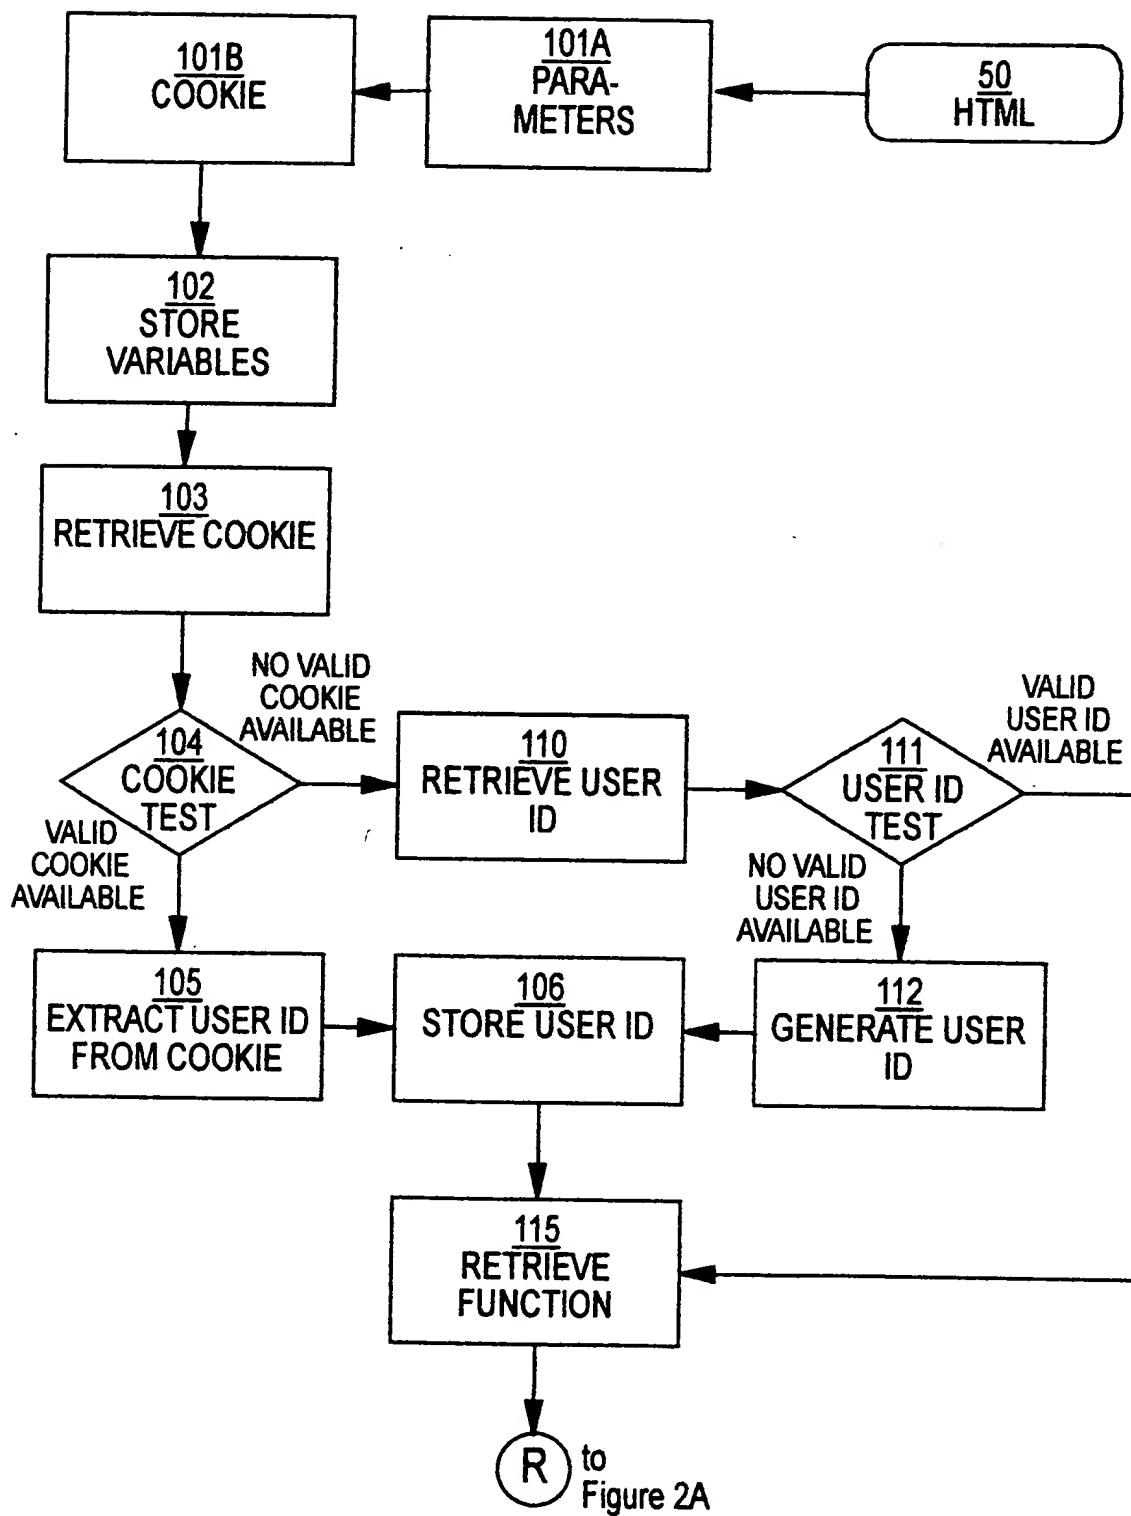 101B
COOKIE
101A
PARA-
METERS
50
HTML
102
STORE
VARIABLES
103
RETRIEVE COOKIE
104
COOKIE
TEST
NO VALID
COOKIE
AVAILABLE
VALID
COOKIE
AVAILABLE
110
RETRIEVE USER
ID
111
USER ID
TEST
VALID
USER ID
AVAILABLE
NO VALID
USER ID
AVAILABLE
105
EXTRACT USER ID
FROM COOKIE
106
STORE USER ID
112
GENERATE USER
ID
115
RETRIEVE
FUNCTION
R
to
Figure 2A